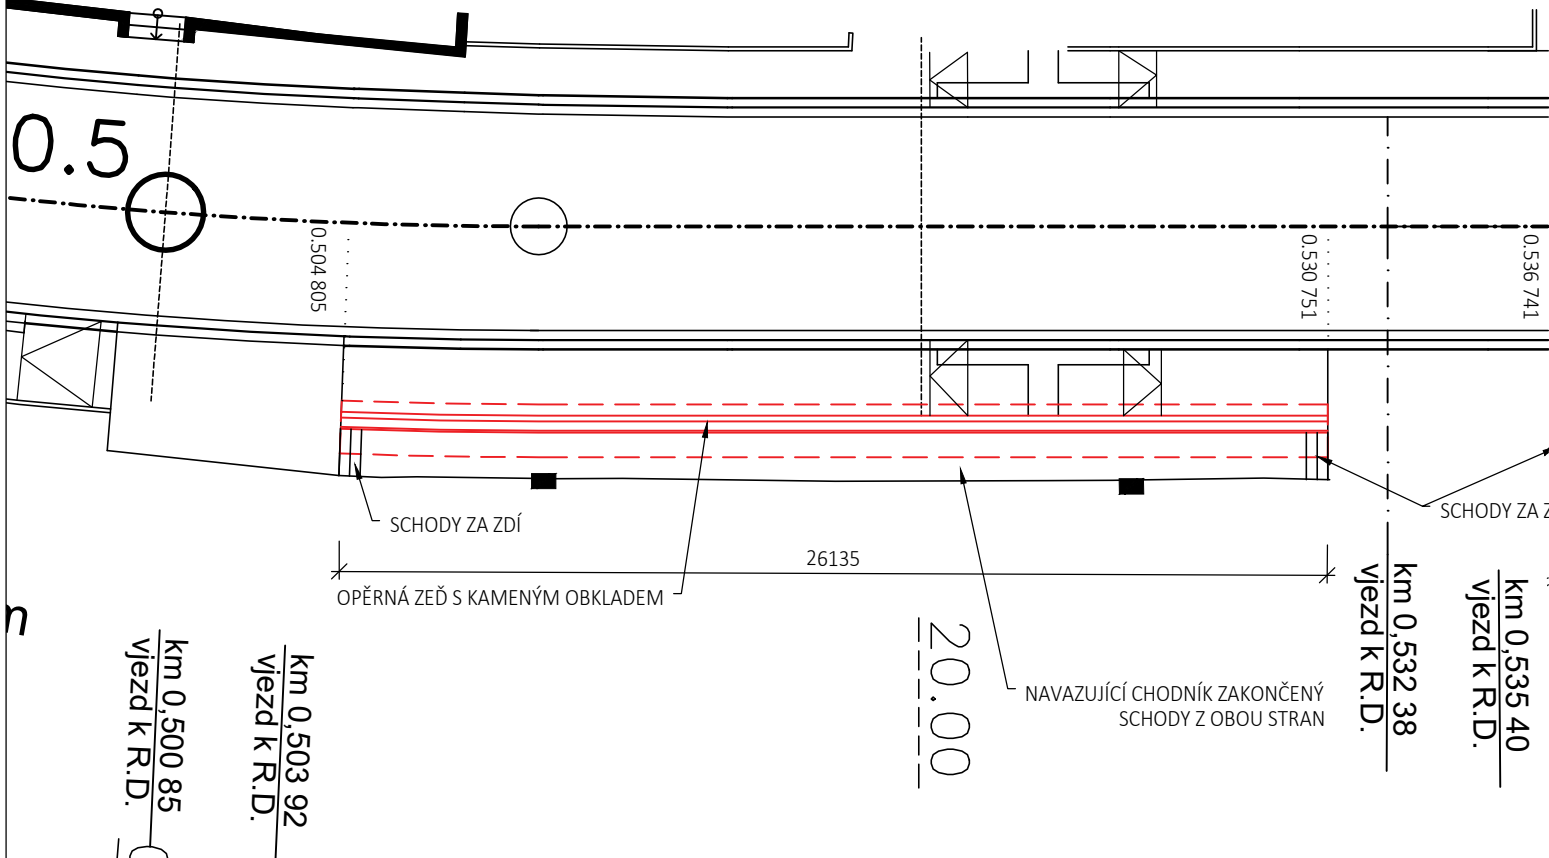 0.5
0.504 805
0.530 751
0.536 741
SCHODY ZA ZDÍ
SCHODY ZA Z
26135
OPĚRNÁ ZEĎ S KAMENÝM OBKLADEM
NAVAZUJÍCÍ CHODNÍK ZAKONČENÝ
SCHODY Z OBOU STRAN
20.00
km 0,500 85
vjezd k R.D.
km 0,503 92
vjezd k R.D.
km 0,532 38
vjezd k R.D.
km 0,535 40
vjezd k R.D.